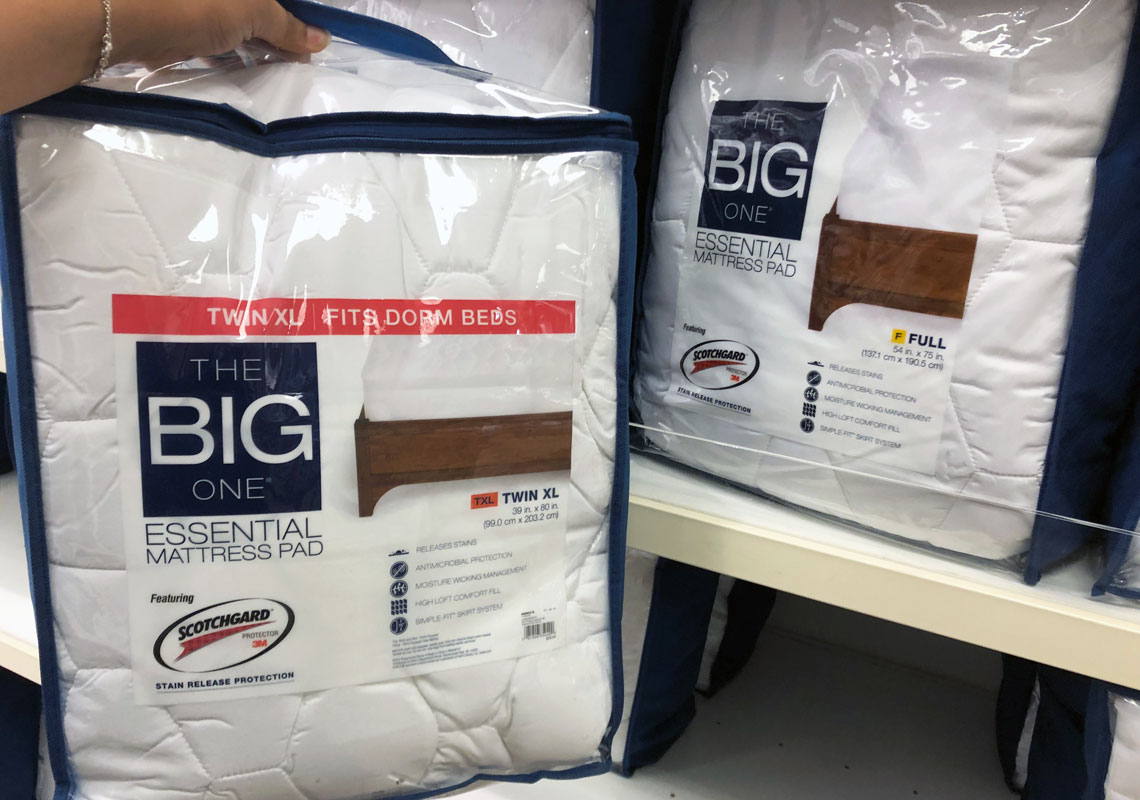 TWIN XL | FITS DORM BEDS
THE
BIG
ONE®
ESSENTIAL
MATTRESS PAD
TXL TWIN XL
39 in. x 80 in.
(99.0 cm x 203.2 cm)
RELEASES STAINS
ANTIMICROBIAL PROTECTION
MOISTURE WICKING MANAGEMENT
HIGH LOFT COMFORT FILL
SIMPLE-FIT™ SKIRT SYSTEM
Featuring
SCOTCHGARD™
PROTECTOR
3M
STAIN RELEASE PROTECTION
THE
BIG
ONE®
ESSENTIAL
MATTRESS PAD
F FULL
54 in. x 75 in.
(137.1 cm x 190.5 cm)
RELEASES STAINS
ANTIMICROBIAL PROTECTION
MOISTURE WICKING MANAGEMENT
HIGH LOFT COMFORT FILL
SIMPLE-FIT™ SKIRT SYSTEM
Featuring
SCOTCHGARD™
PROTECTOR
3M
STAIN RELEASE PROTECTION